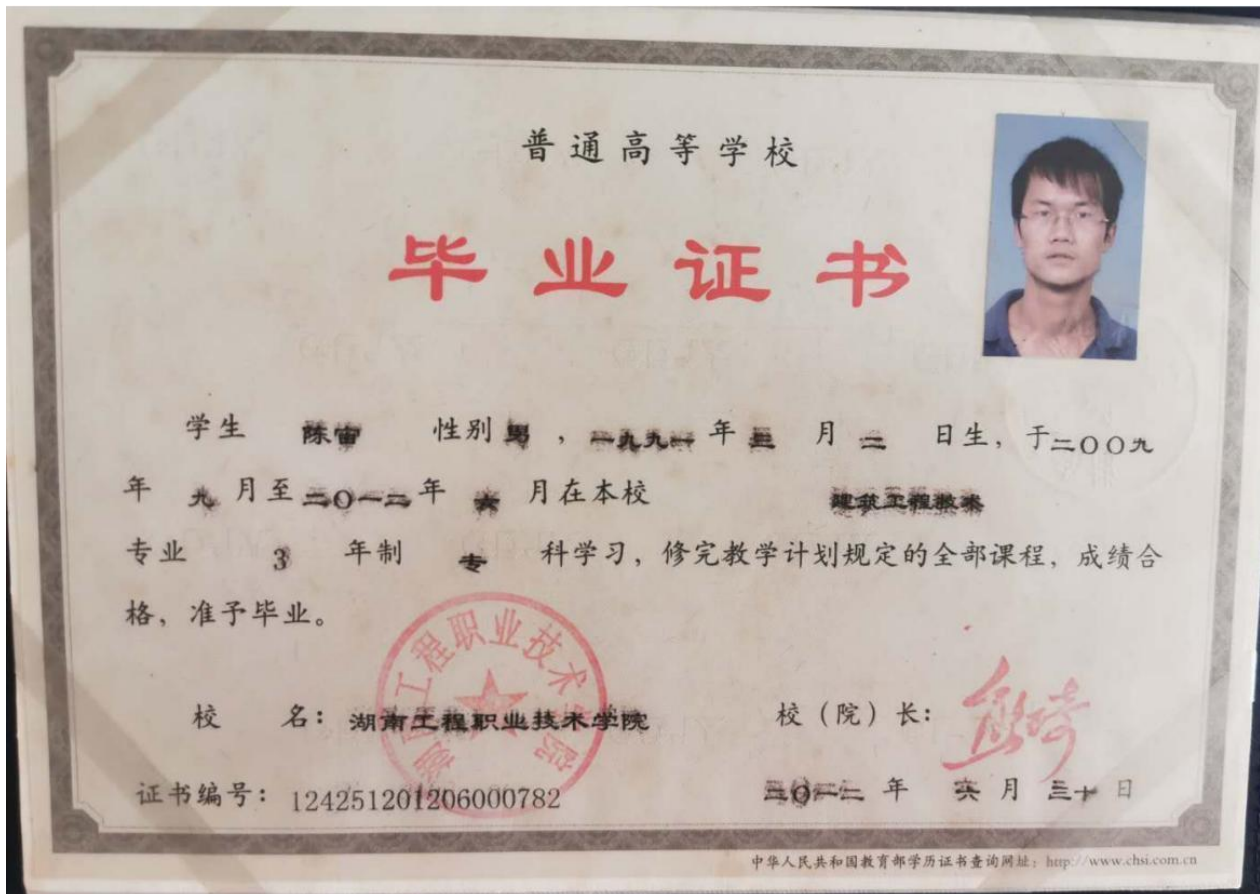 普通高等学校
毕业证书
学生 陈宙 性别 男 ，一九九一 年 三 月 二 日生，于二〇〇九
年 九 月至二〇一二年 六 月在本校 建筑工程技术
专业 3 年制 专 科学习，修完教学计划规定的全部课程，成绩合
格，准予毕业。
校 名：湖南工程职业技术学院 校（院）长：
证书编号：124251201206000782 二〇一二 年 六 月 三十 日
中华人民共和国教育部学历证书查询网址：http://www.chsi.com.cn